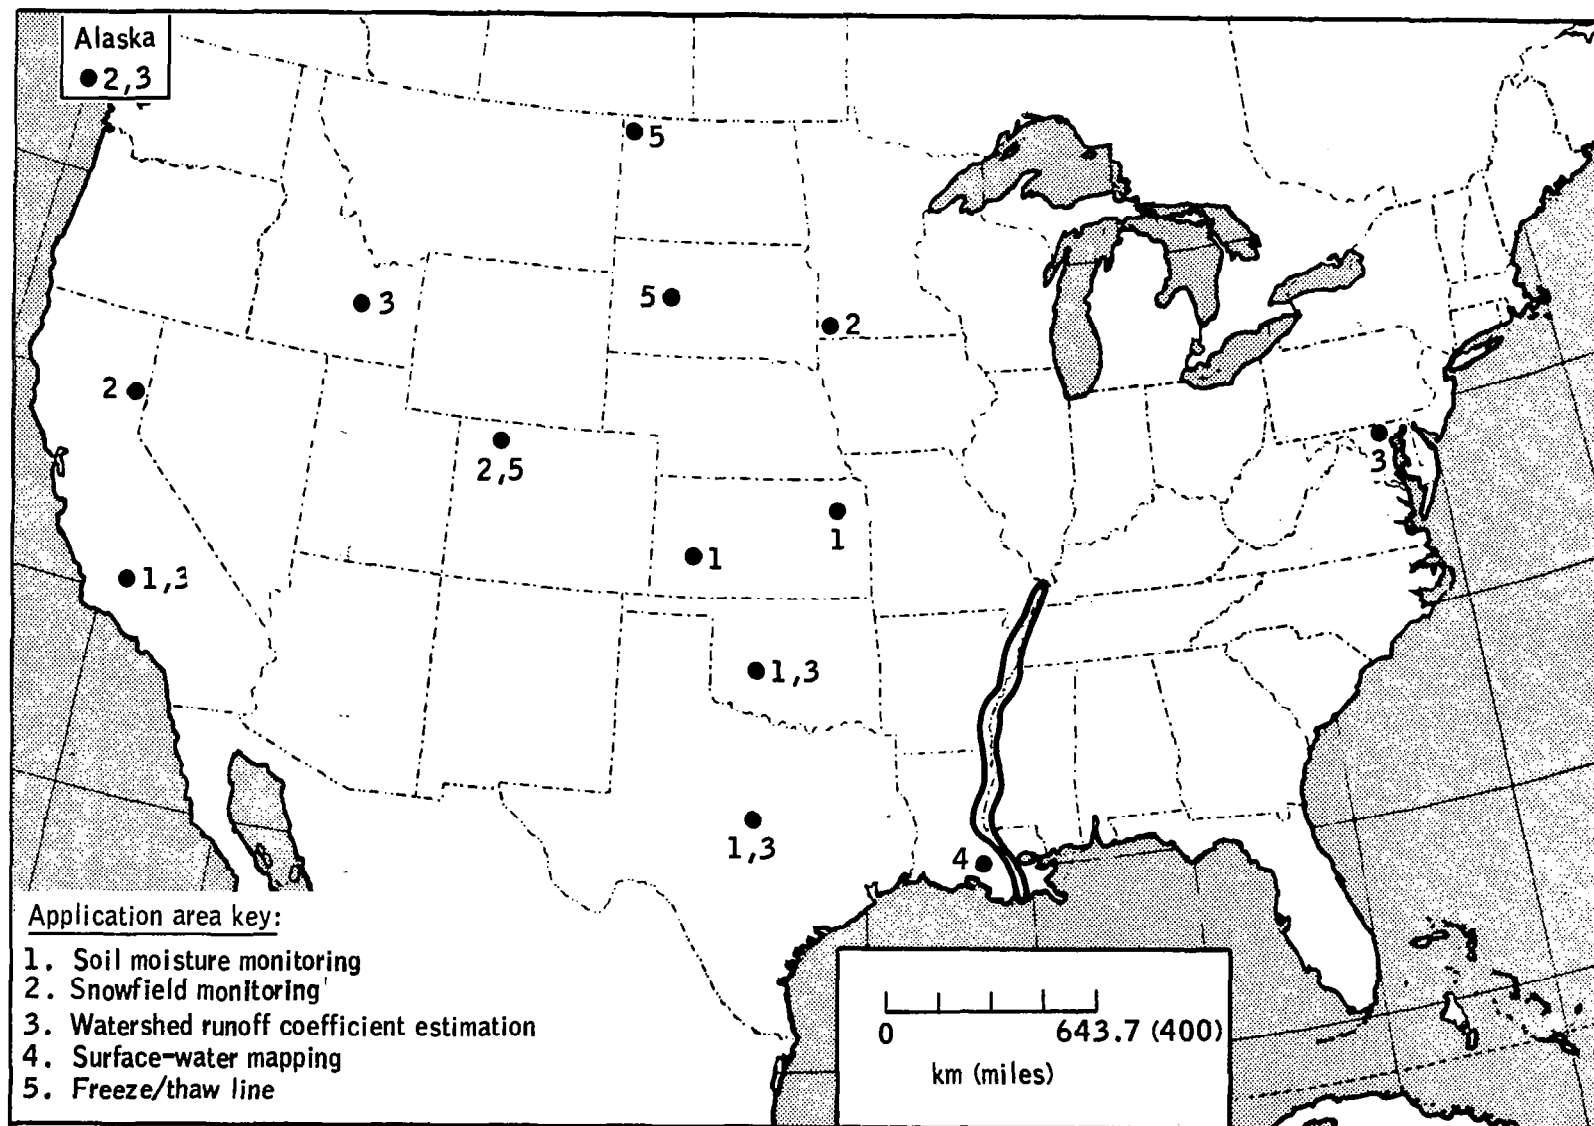 Alaska
2,3
5
3
5
2
2
2,5
3
1
1
1,3
1,3
1,3
4
Application area key:
1. Soil moisture monitoring
2. Snowfield monitoring
3. Watershed runoff coefficient estimation
4. Surface-water mapping
5. Freeze/thaw line
0 643.7 (400)
km (miles)